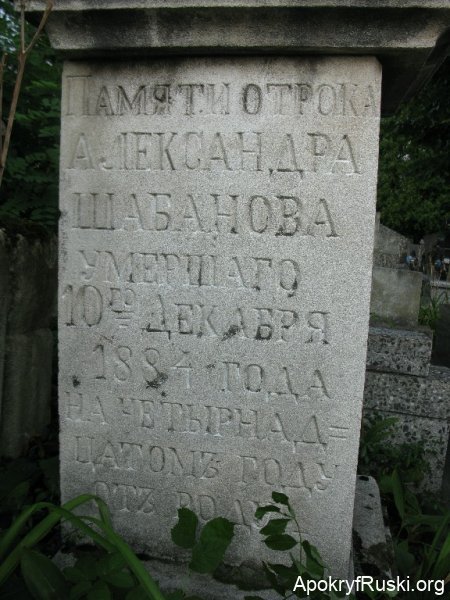 ПАМЯТИ ОТРОКА
АЛЕКСАНДРА
ШАБАНОВА
УМЕРШАГО
10ГО ДЕКАБРЯ
1884 ГОДА
НА ЧЕТЫРНАД=
ЦАТОМЪ ГОДУ
ОТЪ РОДУ
ApokryfRuski.org